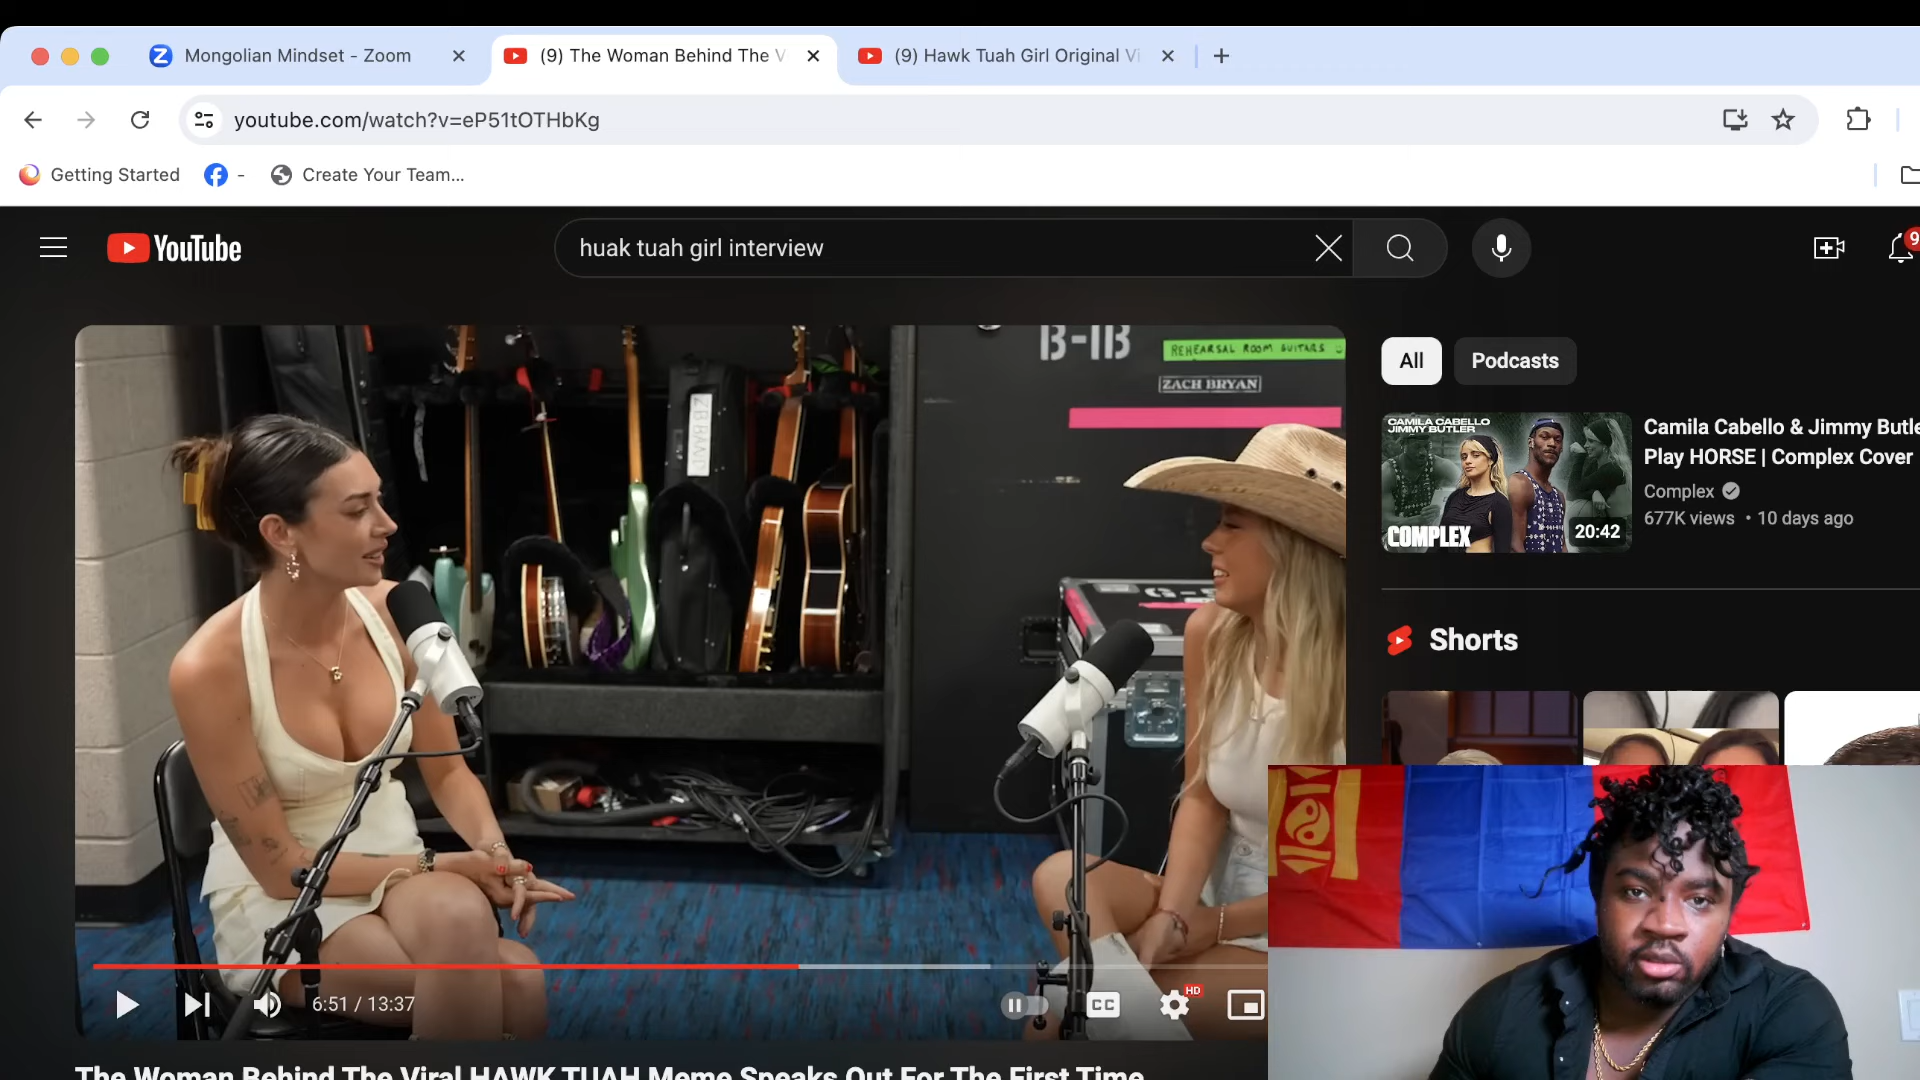 Mongolian Mindset - Zoom
(9) The Woman Behind The V
(9) Hawk Tuah Girl Original Vi
youtube.com/watch?v=eP51tOTHbKg
Getting Started
-
Create Your Team...
YouTube
huak tuah girl interview
9
B-1B
REHEARSAL ROOM GUITARS
ZACH BRYAN
ZB BAN
All
Podcasts
CAMILA CABELLO
JIMMY BUTLER
COMPLEX
20:42
Camila Cabello & Jimmy Butle
Play HORSE | Complex Cover
Complex
677K views • 10 days ago
Shorts
6:51 / 13:37
CC
HD
The Woman Behind The Viral HAWK TUAH Meme Speaks Out For The First Time